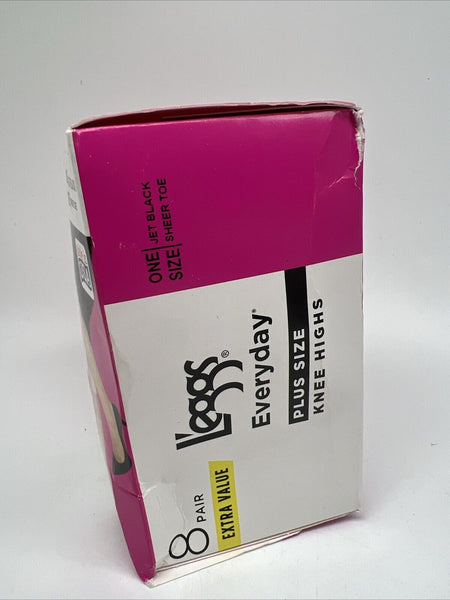 ONE SIZE
JET BLACK
SHEER TOE
L'eggs®
Everyday®
PLUS SIZE
KNEE HIGHS
8 PAIR
EXTRA VALUE